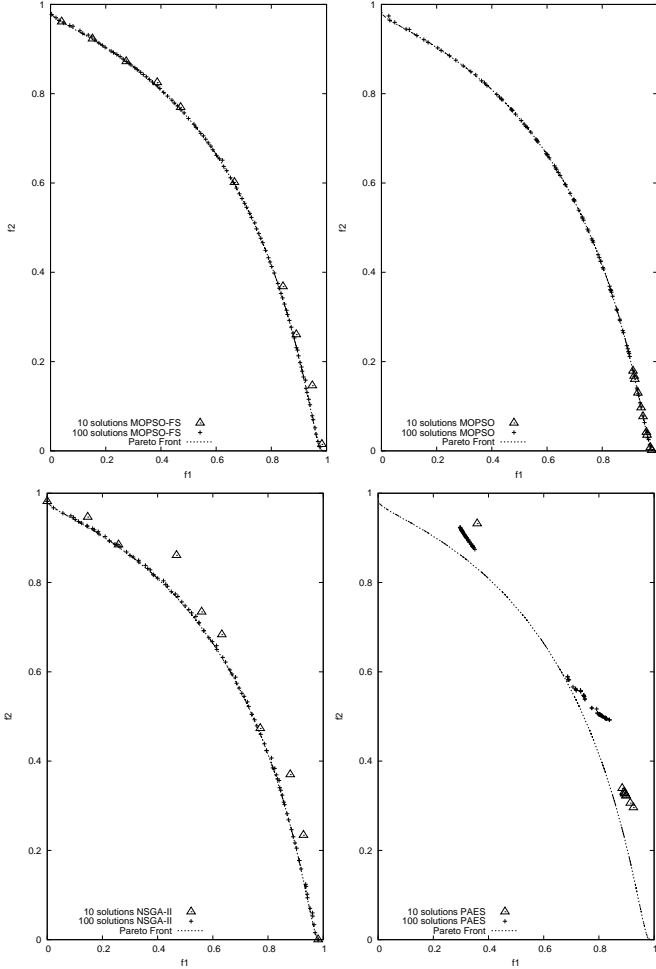 1
0.8
0.6
0.4
0.2
0
0 0.2 0.4 0.6 0.8 1
f2
f1
10 solutions MOPSO-FS
100 solutions MOPSO-FS
Pareto Front
1
0.8
0.6
0.4
0.2
0
0 0.2 0.4 0.6 0.8 1
f2
f1
10 solutions MOPSO
100 solutions MOPSO
Pareto Front
1
0.8
0.6
0.4
0.2
0
0 0.2 0.4 0.6 0.8 1
f2
f1
10 solutions NSGA-II
100 solutions NSGA-II
Pareto Front
1
0.8
0.6
0.4
0.2
0
0 0.2 0.4 0.6 0.8 1
f2
f1
10 solutions PAES
100 solutions PAES
Pareto Front